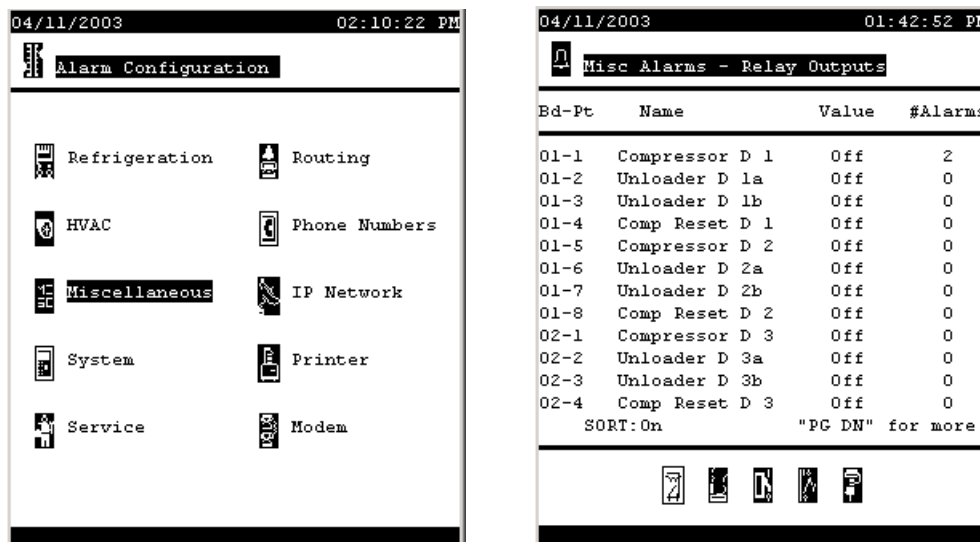 04/11/2003 02:10:22 PM
Alarm Configuration
Refrigeration Routing
HVAC Phone Numbers
Miscellaneous IP Network
System Printer
Service Modem
04/11/2003 01:42:52 PM
Misc Alarms - Relay Outputs
Bd-Pt Name Value #Alarms
01-1 Compressor D 1 Off 2
01-2 Unloader D 1a Off 0
01-3 Unloader D 1b Off 0
01-4 Comp Reset D 1 Off 0
01-5 Compressor D 2 Off 0
01-6 Unloader D 2a Off 0
01-7 Unloader D 2b Off 0
01-8 Comp Reset D 2 Off 0
02-1 Compressor D 3 Off 0
02-2 Unloader D 3a Off 0
02-3 Unloader D 3b Off 0
02-4 Comp Reset D 3 Off 0
SORT:On "PG DN" for more